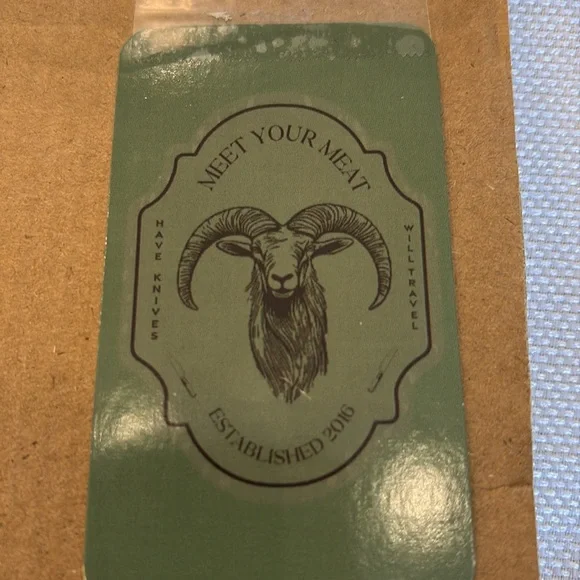 MEET YOUR MEAT
HAVE KNIVES
WILL TRAVEL
ESTABLISHED 2016